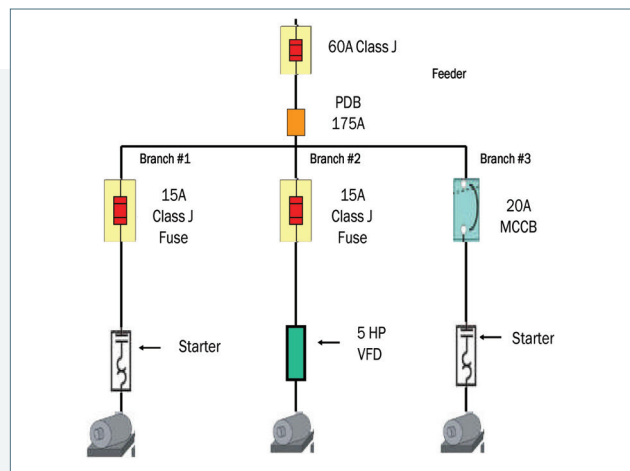 60A Class J
Feeder
PDB
175A
Branch #1
Branch #2
Branch #3
15A
Class J
Fuse
15A
Class J
Fuse
20A
MCCB
Starter
5 HP
VFD
Starter